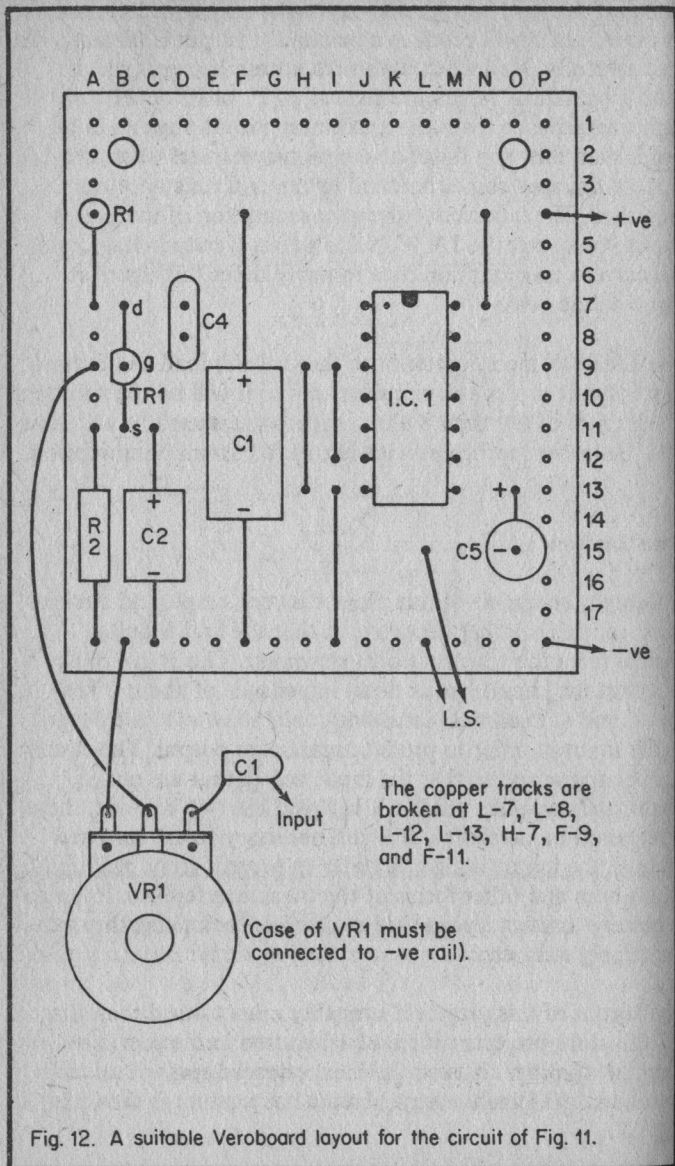 A B C D E F G H I J K L M N O P
1
2
3
R1
+ve
5
6
d
C4
8
g
+
9
TR1
I.C.1
10
s
C1
11
12
+
–
+
13
14
R2
C2
C5
–
15
–
16
17
–ve
L.S.
C1
Input
The copper tracks are
broken at L-7, L-8,
L-12, L-13, H-7, F-9,
and F-11.
VR1
(Case of VR1 must be
connected to –ve rail).
Fig. 12. A suitable Veroboard layout for the circuit of Fig. 11.